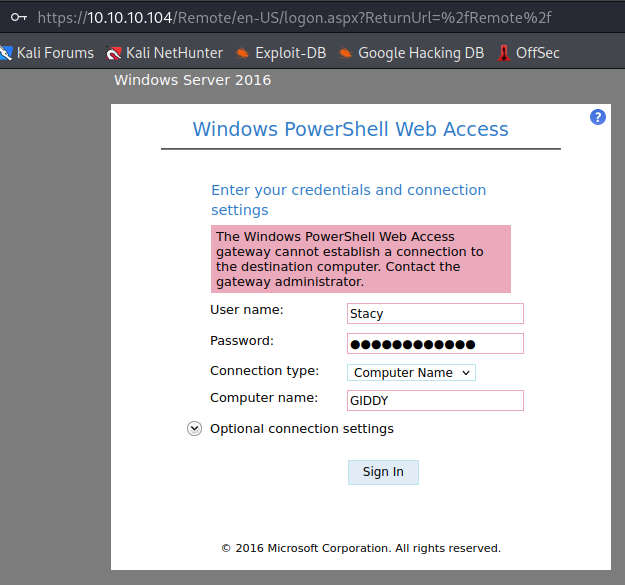 https://10.10.10.104/Remote/en-US/logon.aspx?ReturnUrl=%2fRemote%2f
Kali Forums Kali NetHunter Exploit-DB Google Hacking DB OffSec
Windows Server 2016
Windows PowerShell Web Access
?
Enter your credentials and connection
settings
The Windows PowerShell Web Access
gateway cannot establish a connection to
the destination computer. Contact the
gateway administrator.
User name: Stacy
Password: ●●●●●●●●●●●●
Connection type: Computer Name
Computer name: GIDDY
Optional connection settings
Sign In
© 2016 Microsoft Corporation. All rights reserved.